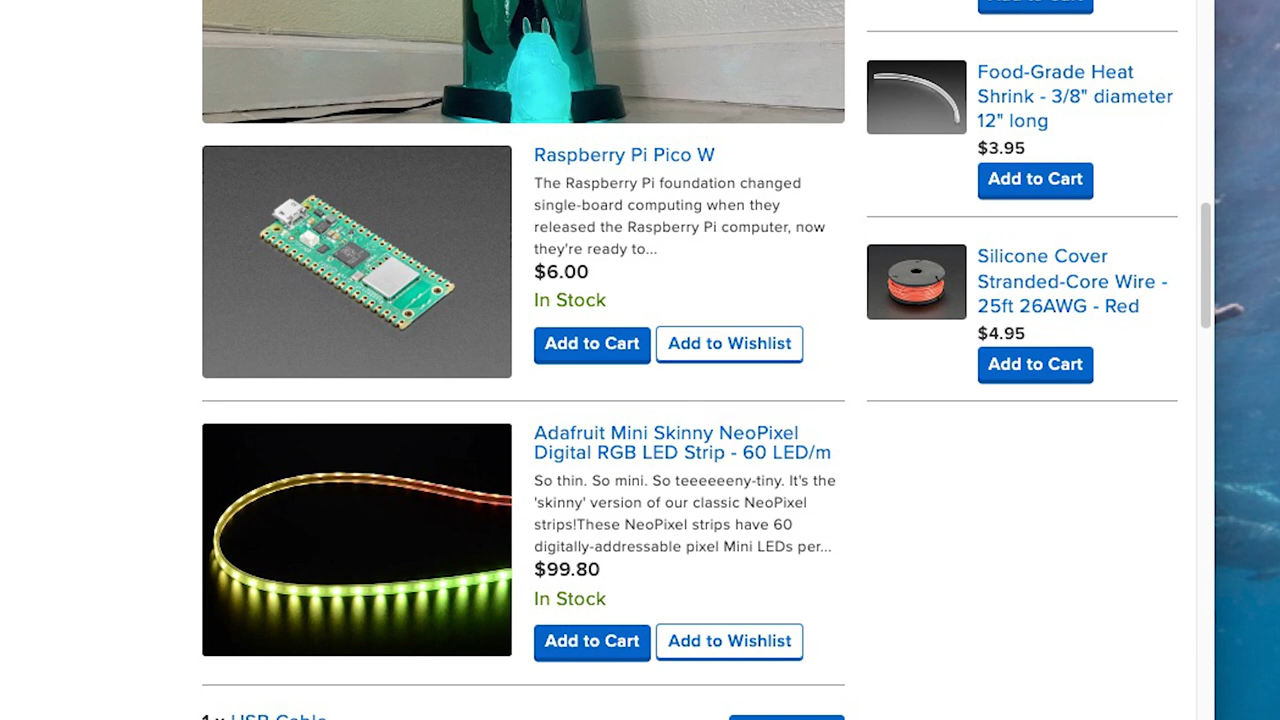 Raspberry Pi Pico W
The Raspberry Pi foundation changed
single-board computing when they
released the Raspberry Pi computer, now
they're ready to...
$6.00
In Stock
Add to Cart
Add to Wishlist
Adafruit Mini Skinny NeoPixel
Digital RGB LED Strip - 60 LED/m
So thin. So mini. So teeeeeeny-tiny. It's the
'skinny' version of our classic NeoPixel
strips!These NeoPixel strips have 60
digitally-addressable pixel Mini LEDs per...
$99.80
In Stock
Add to Cart
Add to Wishlist
1 x USB Cable
Add to Cart
Food-Grade Heat
Shrink - 3/8" diameter
12" long
$3.95
Add to Cart
Silicone Cover
Stranded-Core Wire -
25ft 26AWG - Red
$4.95
Add to Cart